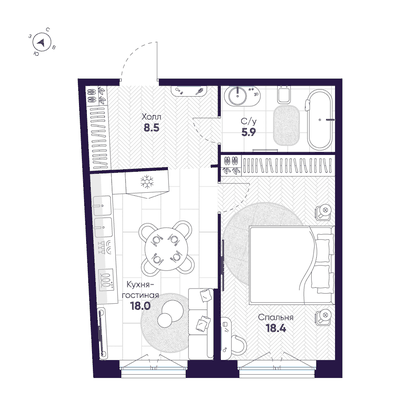 С
З
В
Ю
Холл
8.5
С/у
5.9
Кухня-
гостиная
18.0
Спальня
18.4